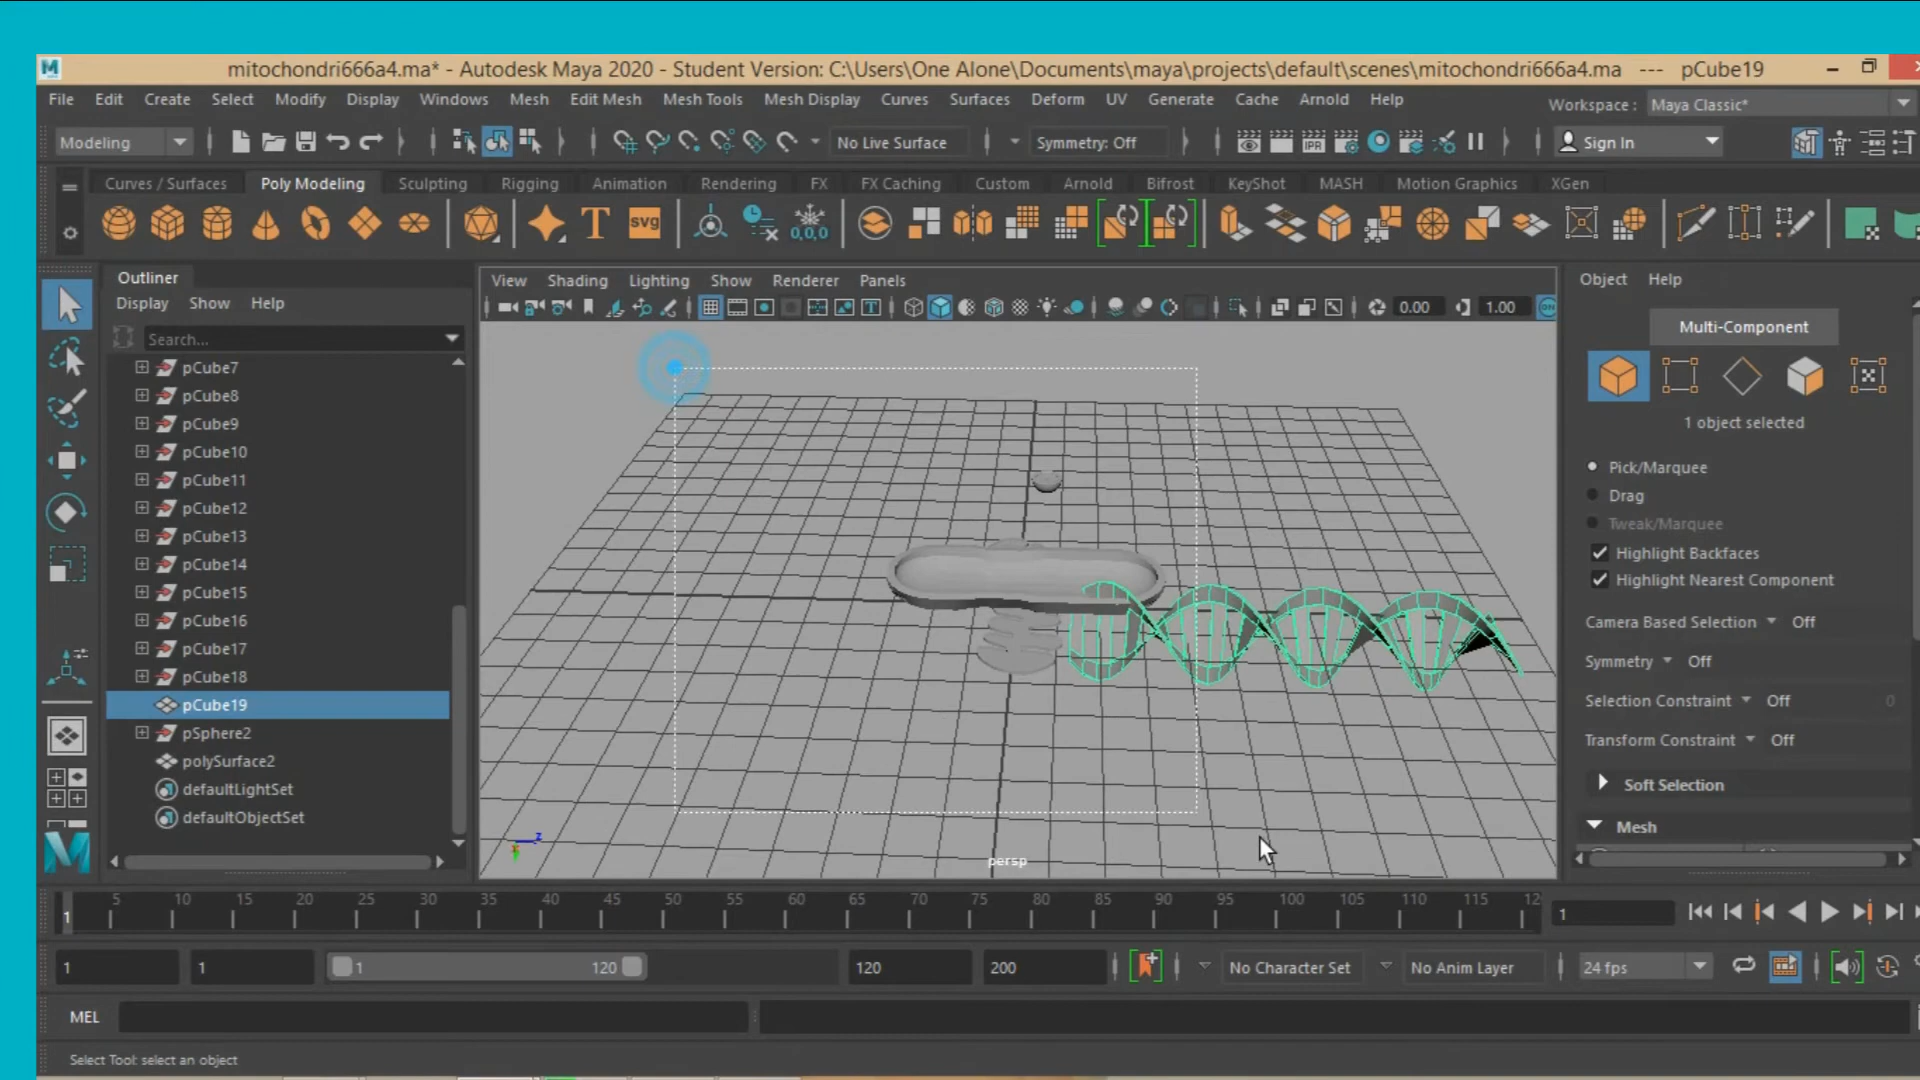 mitochondri666a4.ma* - Autodesk Maya 2020 - Student Version: C:\Users\One Alone\Documents\maya\projects\default\scenes\mitochondri666a4.ma --- pCube19
File Edit Create Select Modify Display Windows Mesh Edit Mesh Mesh Tools Mesh Display Curves Surfaces Deform UV Generate Cache Arnold Help
Workspace : Maya Classic*
Modeling No Live Surface Symmetry: Off Sign In
IPR
Curves / Surfaces Poly Modeling Sculpting Rigging Animation Rendering FX FX Caching Custom Arnold Bifrost KeyShot MASH Motion Graphics XGen
T SVG 0,0,0
Outliner
Display Show Help
Search...
pCube7
pCube8
pCube9
pCube10
pCube11
pCube12
pCube13
pCube14
pCube15
pCube16
pCube17
pCube18
pCube19
pSphere2
polySurface2
defaultLightSet
defaultObjectSet
View Shading Lighting Show Renderer Panels
0.00 1.00 ON
z
persp
Object Help
Multi-Component
1 object selected
Pick/Marquee
Drag
Tweak/Marquee
Highlight Backfaces
Highlight Nearest Component
Camera Based Selection Off
Symmetry Off
Selection Constraint Off 0
Transform Constraint Off
Soft Selection
Mesh
1 5 10 15 20 25 30 35 40 45 50 55 60 65 70 75 80 85 90 95 100 105 110 115 12
1
1 1 1 120 120 200 No Character Set No Anim Layer 24 fps
MEL
Select Tool: select an object